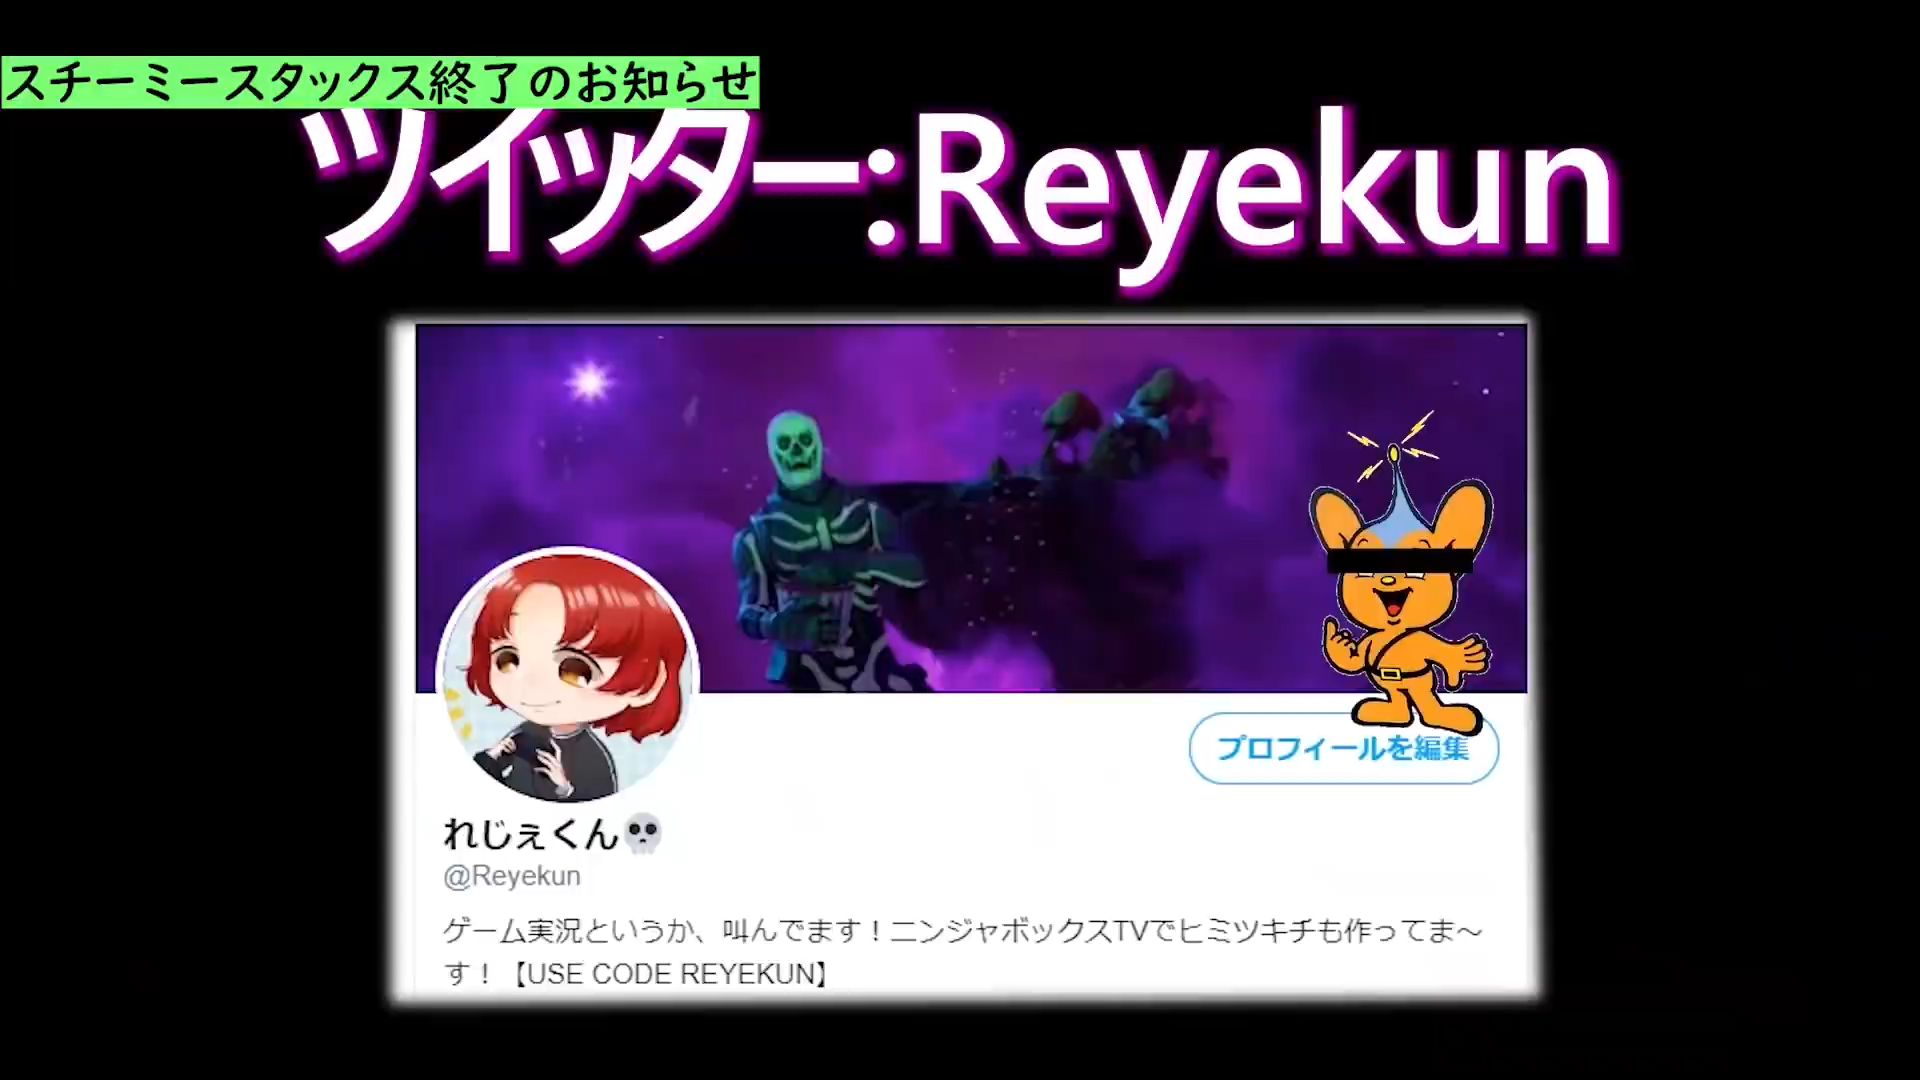 スチーミースタックス終了のお知らせ
ツイッター:Reyekun
プロフィールを編集
れじぇくん💀
@Reyekun
ゲーム実況というか、叫んでます！ニンジャボックスTVでヒミツキチも作ってま〜
す！【USE CODE REYEKUN】